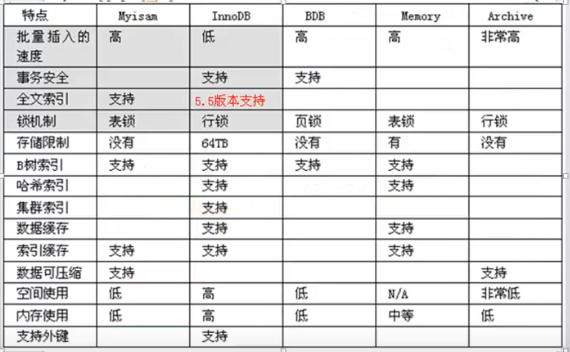 特点 Myisam InnoDB BDB Memory Archive
批量插入的 高 低 高 高 非常高
速度
事务安全 支持 支持
全文索引 支持 5.5版本支持
锁机制 表锁 行锁 页锁 表锁 行锁
存储限制 没有 64TB 没有 有 没有
B树索引 支持 支持 支持 支持
哈希索引 支持 支持
集群索引 支持
数据缓存 支持 支持
索引缓存 支持 支持 支持
数据可压缩 支持 支持
空间使用 低 高 低 N/A 非常低
内存使用 低 高 低 中等 低
支持外键 支持